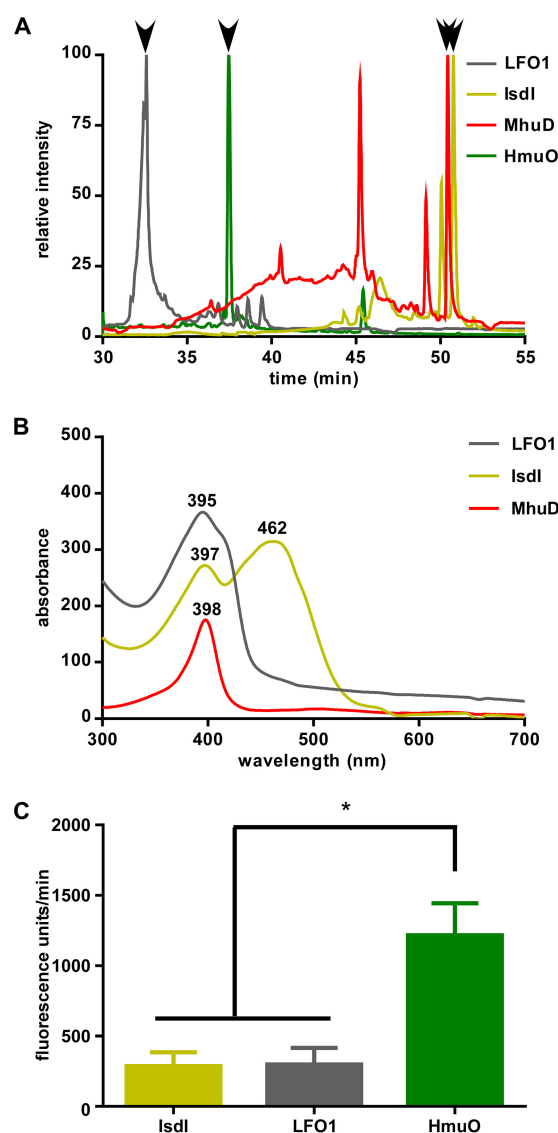 A
100
75
50
25
0
relative intensity
LFO1
IsdI
MhuD
HmuO
30 35 40 45 50 55
time (min)
B
500
400
300
200
100
0
absorbance
395
397
398
462
LFO1
IsdI
MhuD
300 400 500 600 700
wavelength (nm)
C
2000
1500
1000
500
0
fluorescence units/min
*
IsdI LFO1 HmuO